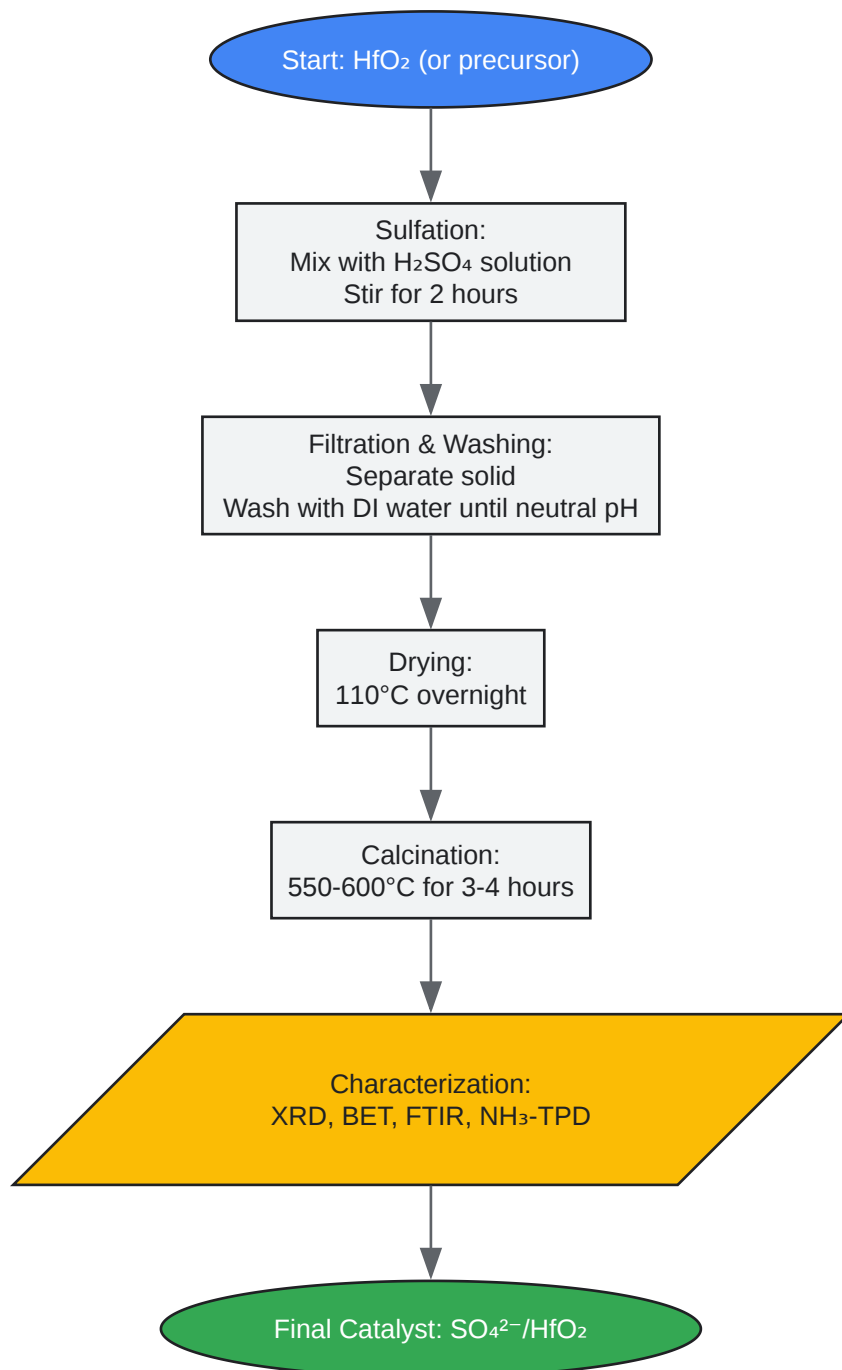 Start: HfO₂ (or precursor)
Sulfation:
Mix with H₂SO₄ solution
Stir for 2 hours
Filtration & Washing:
Separate solid
Wash with DI water until neutral pH
Drying:
110°C overnight
Calcination:
550-600°C for 3-4 hours
Characterization:
XRD, BET, FTIR, NH₃-TPD
Final Catalyst: SO₄²⁻/HfO₂